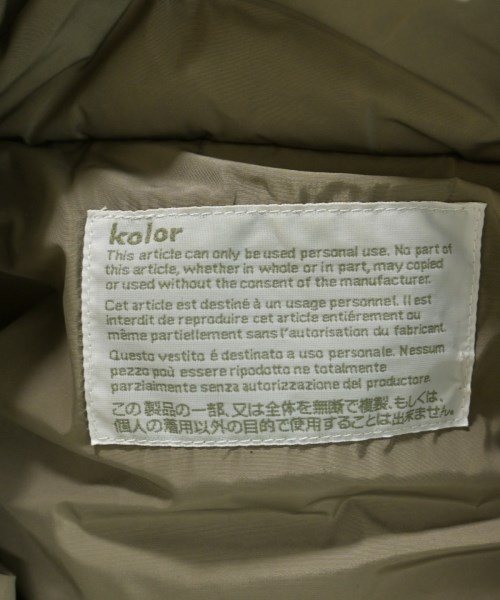 kolor
This article can only be used personal use. No part of
this article, whether in whole or in part, may copied
or used without the consent of the manufacturer.
Cet article est destiné à un usage personnel. Il est
interdit de reproduire cet article entiérement ou
même partiellement sans l'autorisation du fabricant.
Questo vestito é destinato a uso personale. Nessum
pezzo poü essere ripodotto ne totalmente
parzialmente senza autorizzazione del productore
この製品の一部、又は全体を無断で複製、もしくは、
個人の着用以外の目的で使用することは出来ません。